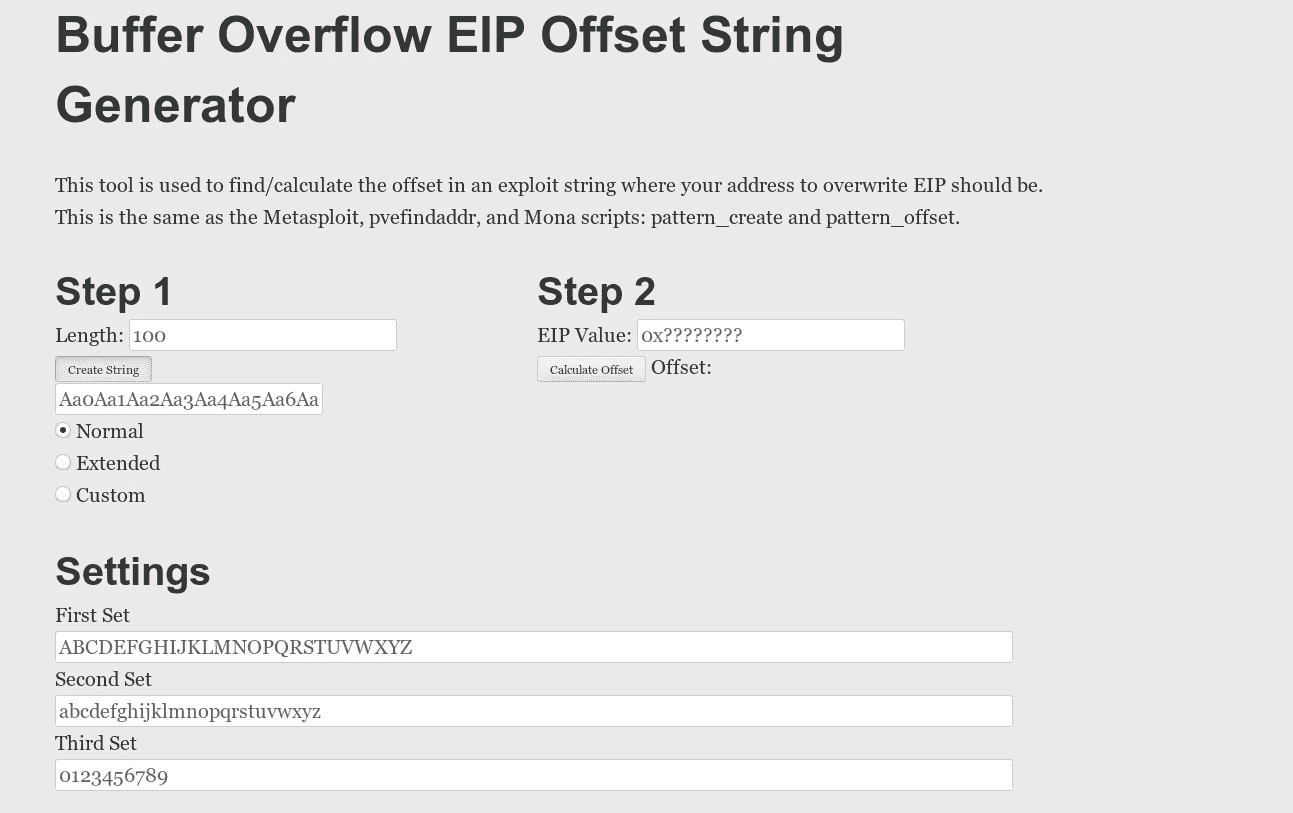 Buffer Overflow EIP Offset String
Generator
This tool is used to find/calculate the offset in an exploit string where your address to overwrite EIP should be.
This is the same as the Metasploit, pvefindaddr, and Mona scripts: pattern_create and pattern_offset.
Step 1
Length: 100
Create String
Aa0Aa1Aa2Aa3Aa4Aa5Aa6Aa
Normal
Extended
Custom
Step 2
EIP Value: 0x????????
Calculate Offset Offset:
Settings
First Set
ABCDEFGHIJKLMNOPQRSTUVWXYZ
Second Set
abcdefghijklmnopqrstuvwxyz
Third Set
0123456789